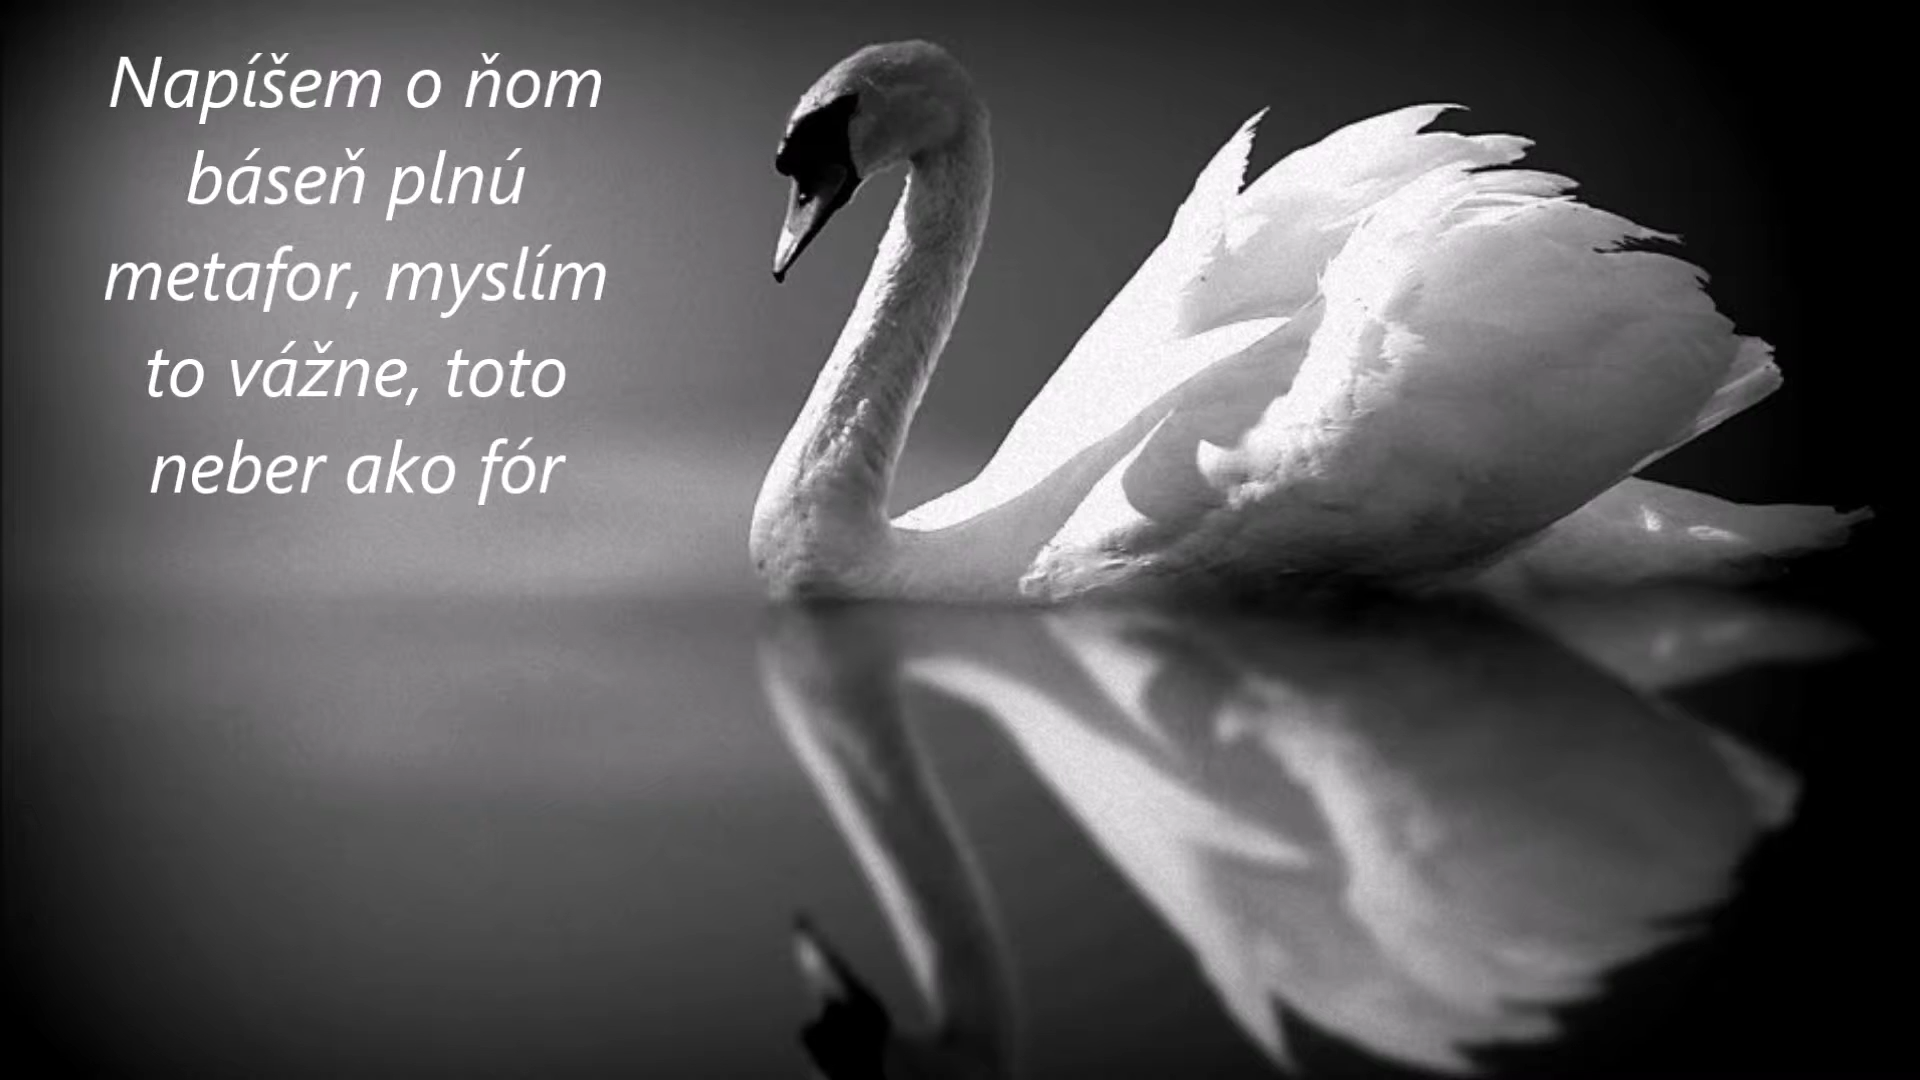 Napíšem o ňom
báseň plnú
metafor, myslím
to vážne, toto
neber ako fór